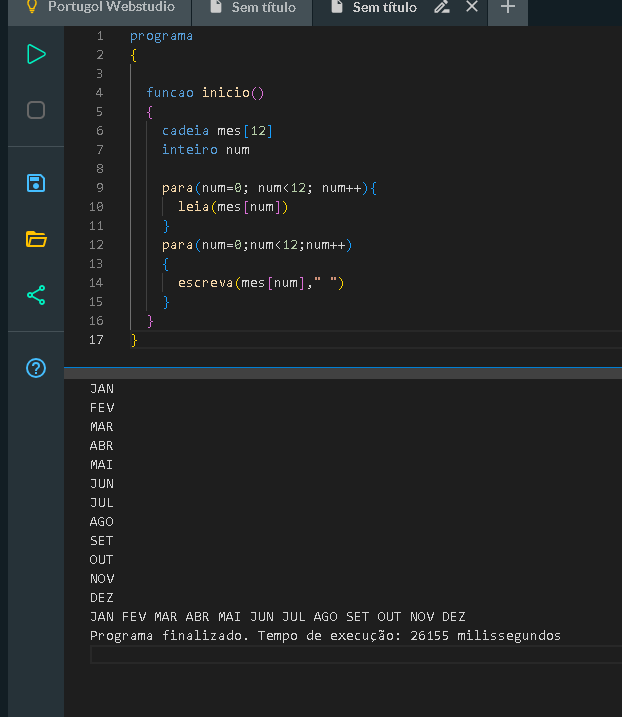 Portugol Webstudio Sem título Sem título
1 programa
2 {
3
4 funcao inicio()
5 {
6 cadeia mes[12]
7 inteiro num
8
9 para(num=0; num<12; num++){
10 leia(mes[num])
11 }
12 para(num=0;num<12;num++)
13 {
14 escreva(mes[num]," ")
15 }
16 }
17 }
JAN
FEV
MAR
ABR
MAI
JUN
JUL
AGO
SET
OUT
NOV
DEZ
JAN FEV MAR ABR MAI JUN JUL AGO SET OUT NOV DEZ
Programa finalizado. Tempo de execução: 26155 milissegundos